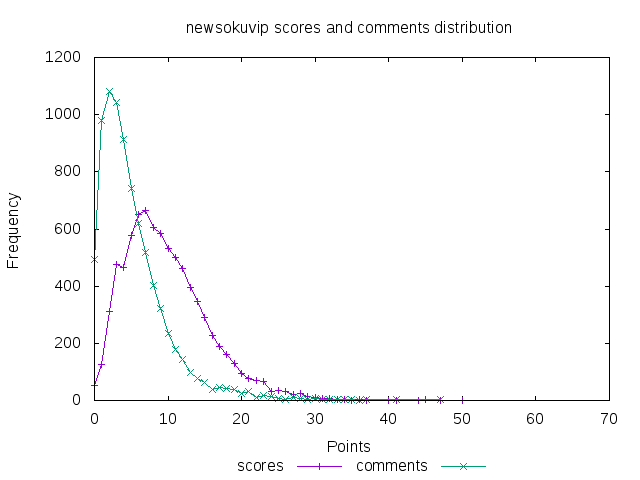 newsokuvip scores and comments distribution
1200
1000
800
600
400
200
0
Frequency
0 10 20 30 40 50 60 70
Points
scores comments